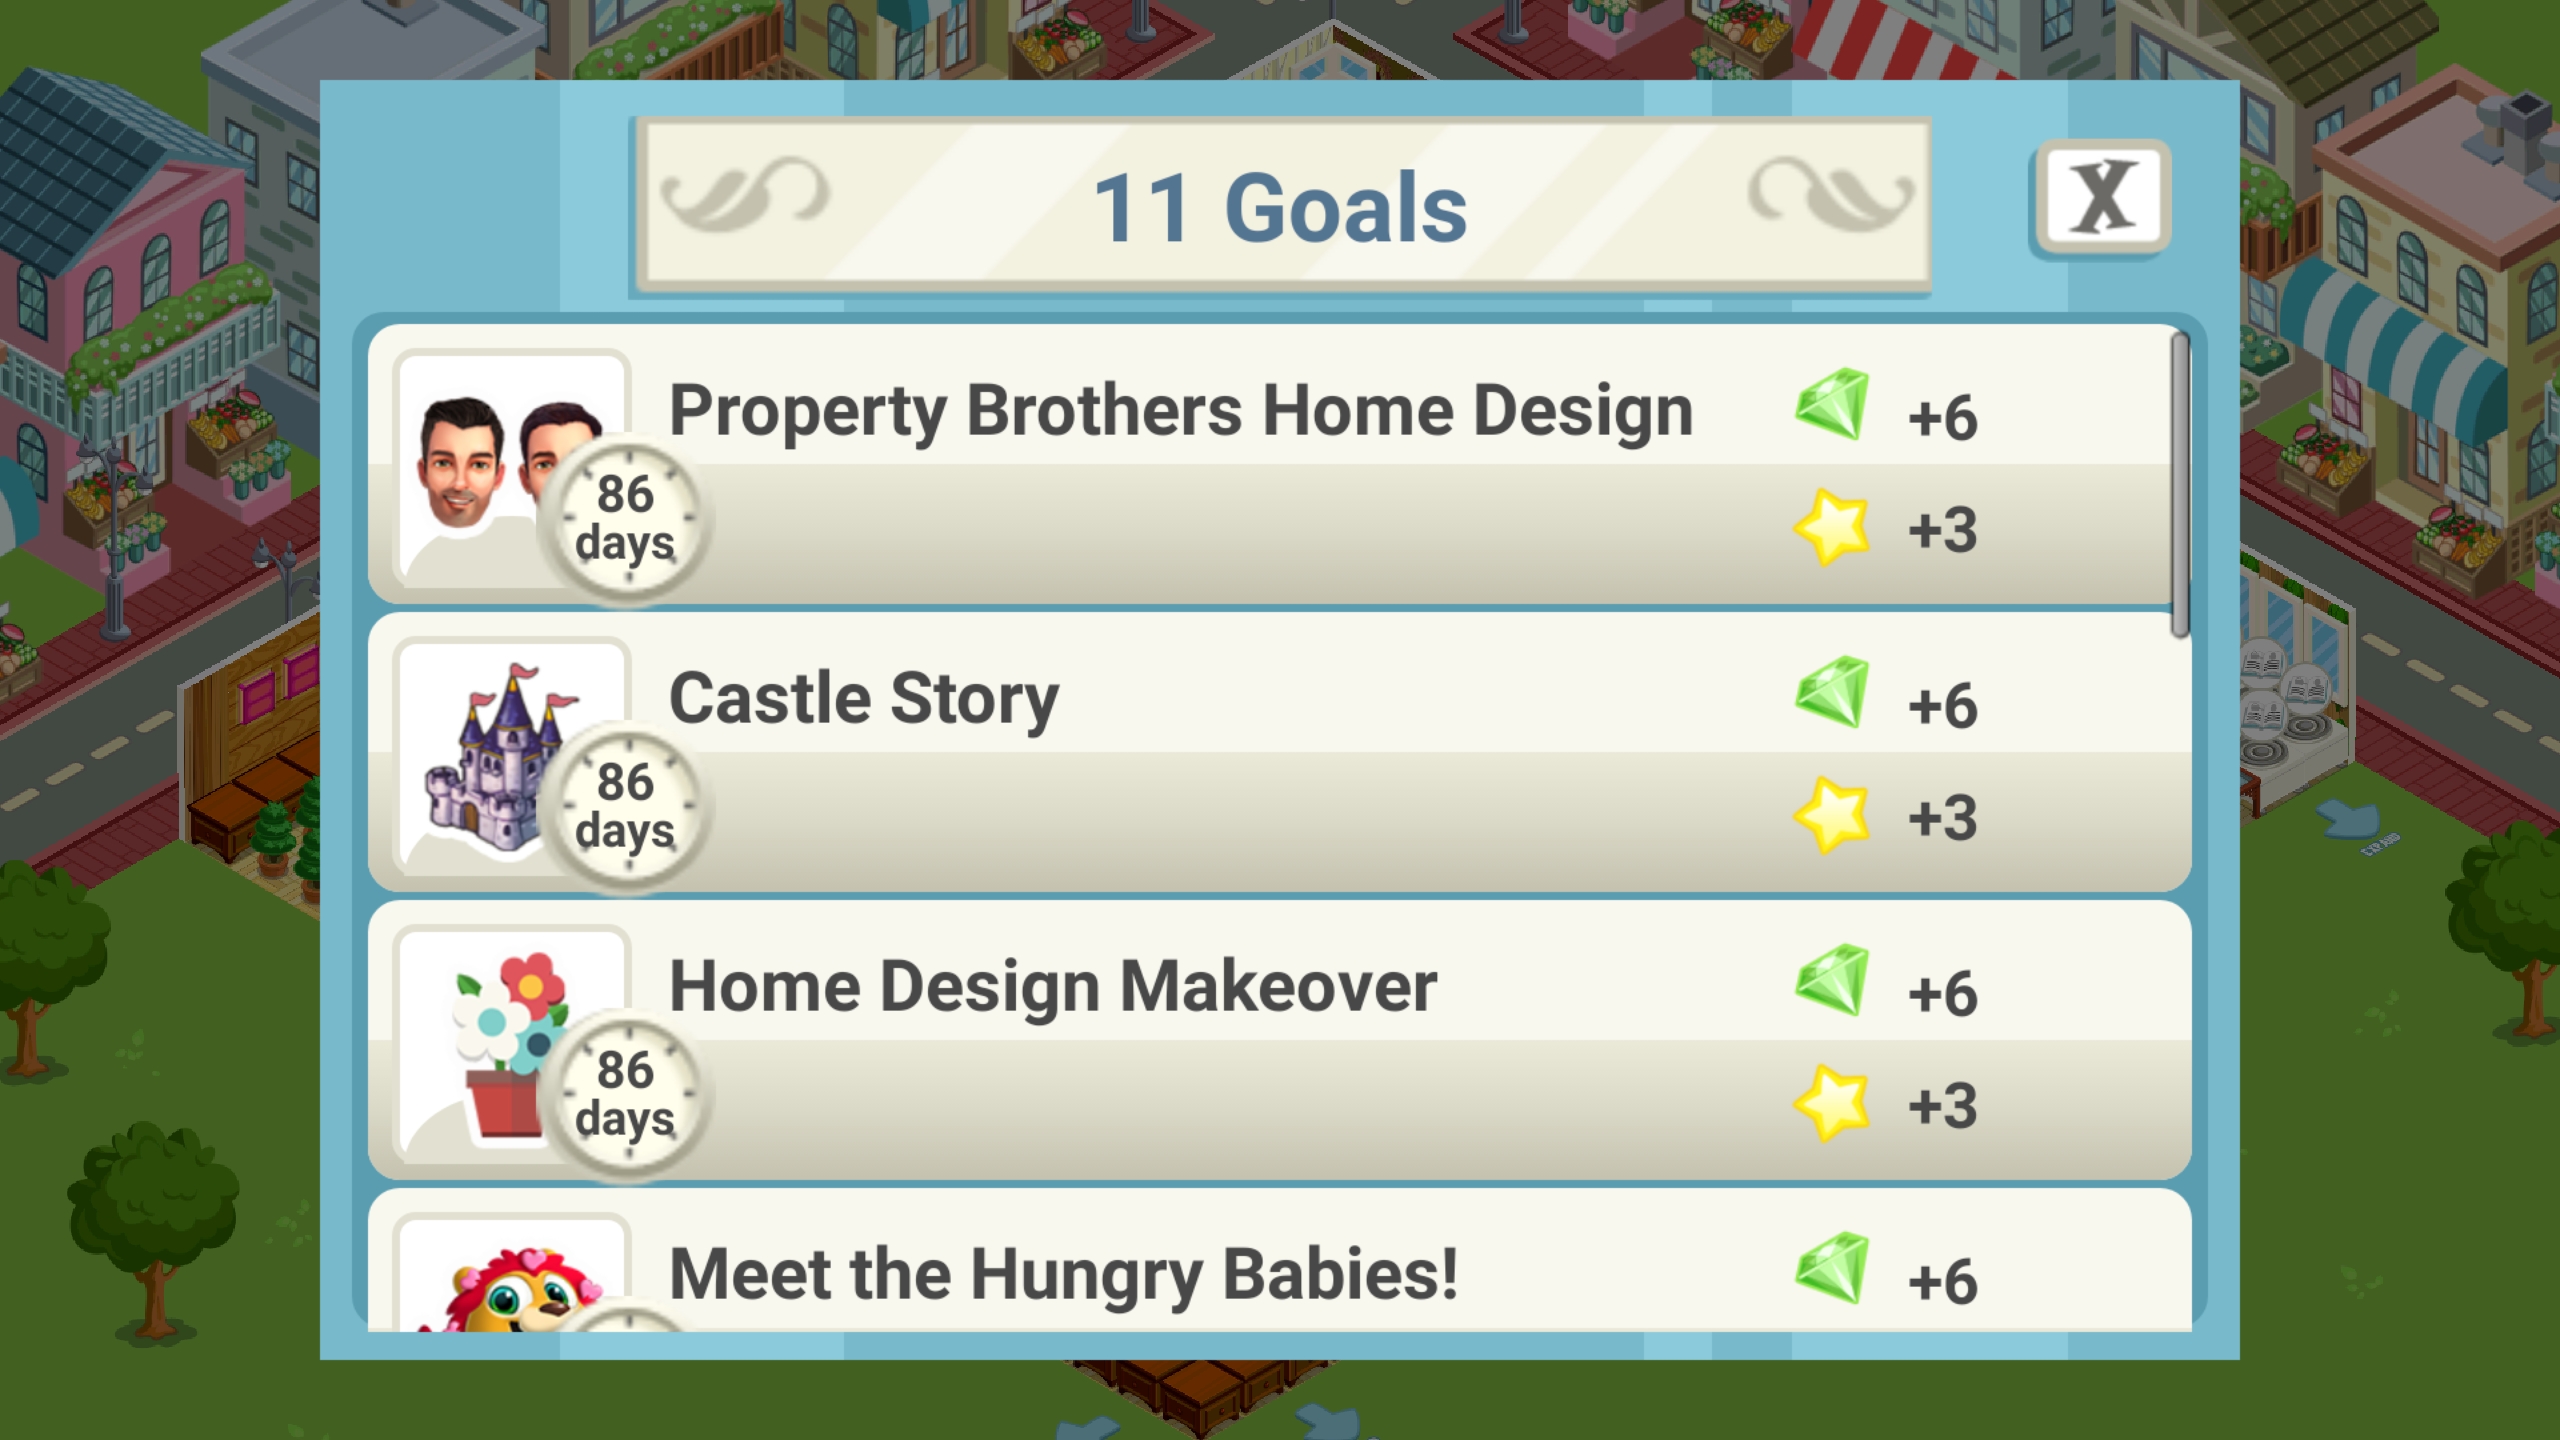 11 Goals
X
Property Brothers Home Design
+6
86
days
+3
Castle Story
+6
86
days
+3
Home Design Makeover
+6
86
days
+3
Meet the Hungry Babies!
+6
EXPAND